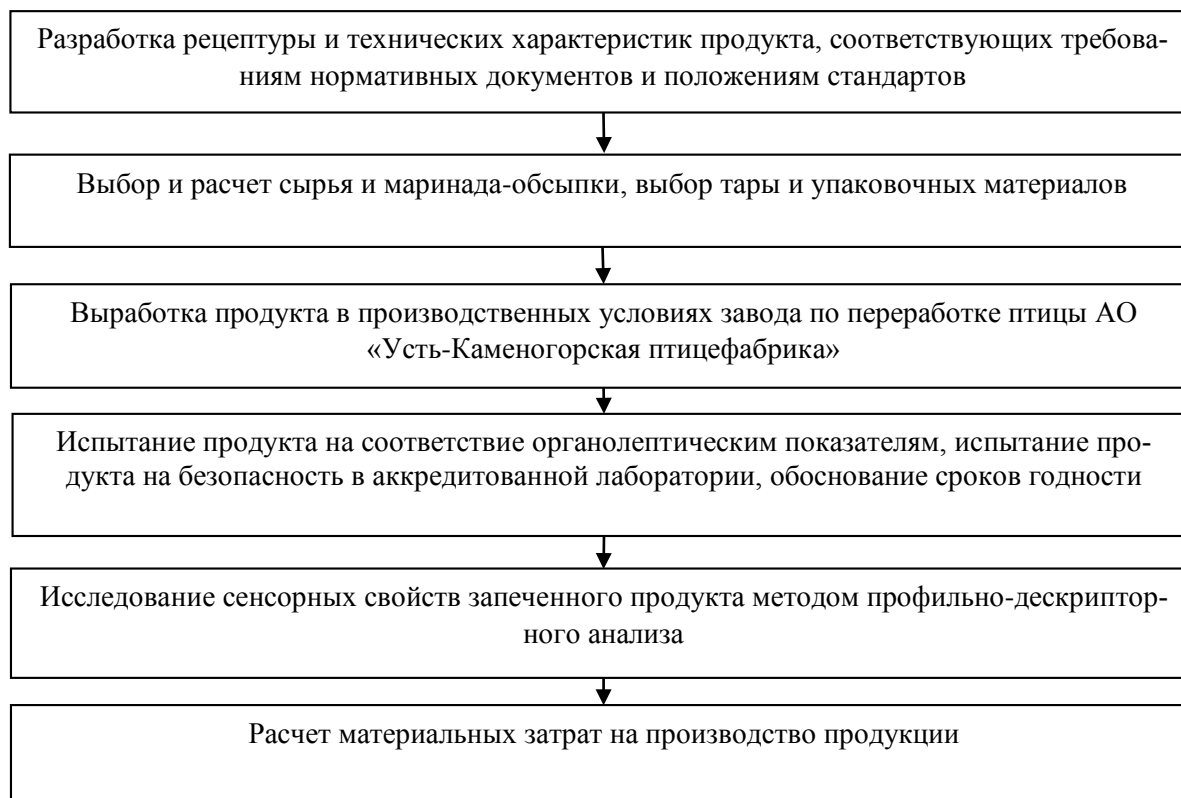 Разработка рецептуры и технических характеристик продукта, соответствующих требова-
ниям нормативных документов и положениям стандартов
Выбор и расчет сырья и маринада-обсыпки, выбор тары и упаковочных материалов
Выработка продукта в производственных условиях завода по переработке птицы АО
«Усть-Каменогорская птицефабрика»
Испытание продукта на соответствие органолептическим показателям, испытание про-
дукта на безопасность в аккредитованной лаборатории, обоснование сроков годности
Исследование сенсорных свойств запеченного продукта методом профильно-дескриптор-
ного анализа
Расчет материальных затрат на производство продукции